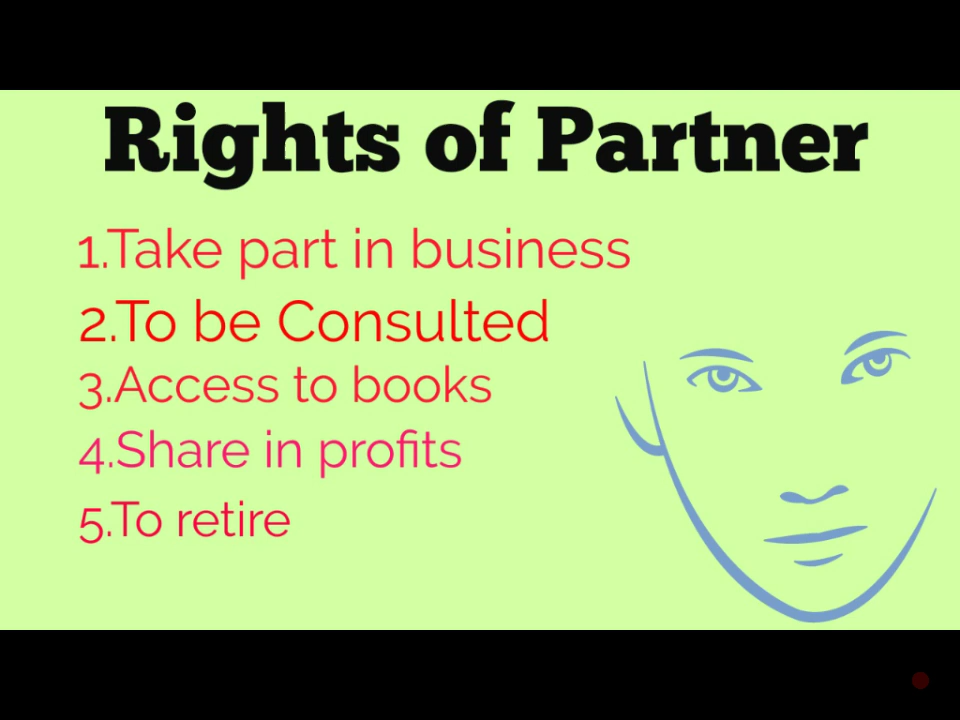 Rights of Partner
1.Take part in business
2.To be Consulted
3.Access to books
4.Share in profits
5.To retire